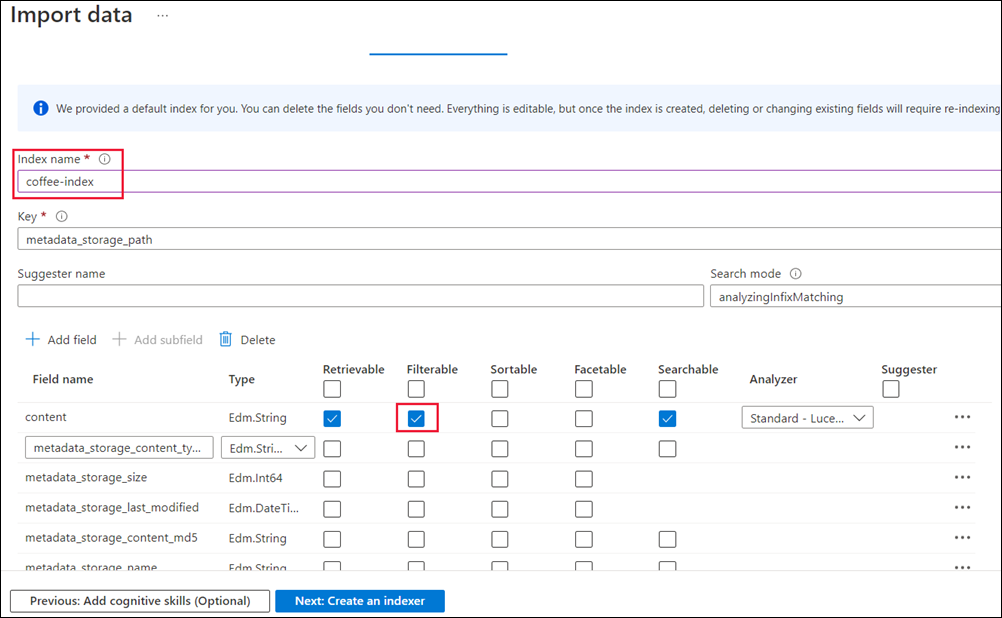 Import data ...
We provided a default index for you. You can delete the fields you don't need. Everything is editable, but once the index is created, deleting or changing existing fields will require re-indexing
Index name *
coffee-index
Key *
metadata_storage_path
Suggester name Search mode
analyzingInfixMatching
Add field Add subfield Delete
Field name Type Retrievable Filterable Sortable Facetable Searchable Analyzer Suggester
content Edm.String Standard - Luce...
metadata_storage_content_ty... Edm.Stri...
metadata_storage_size Edm.Int64
metadata_storage_last_modified Edm.DateTi...
metadata_storage_content_md5 Edm.String
metadata_storage_name Edm.String
Previous: Add cognitive skills (Optional) Next: Create an indexer